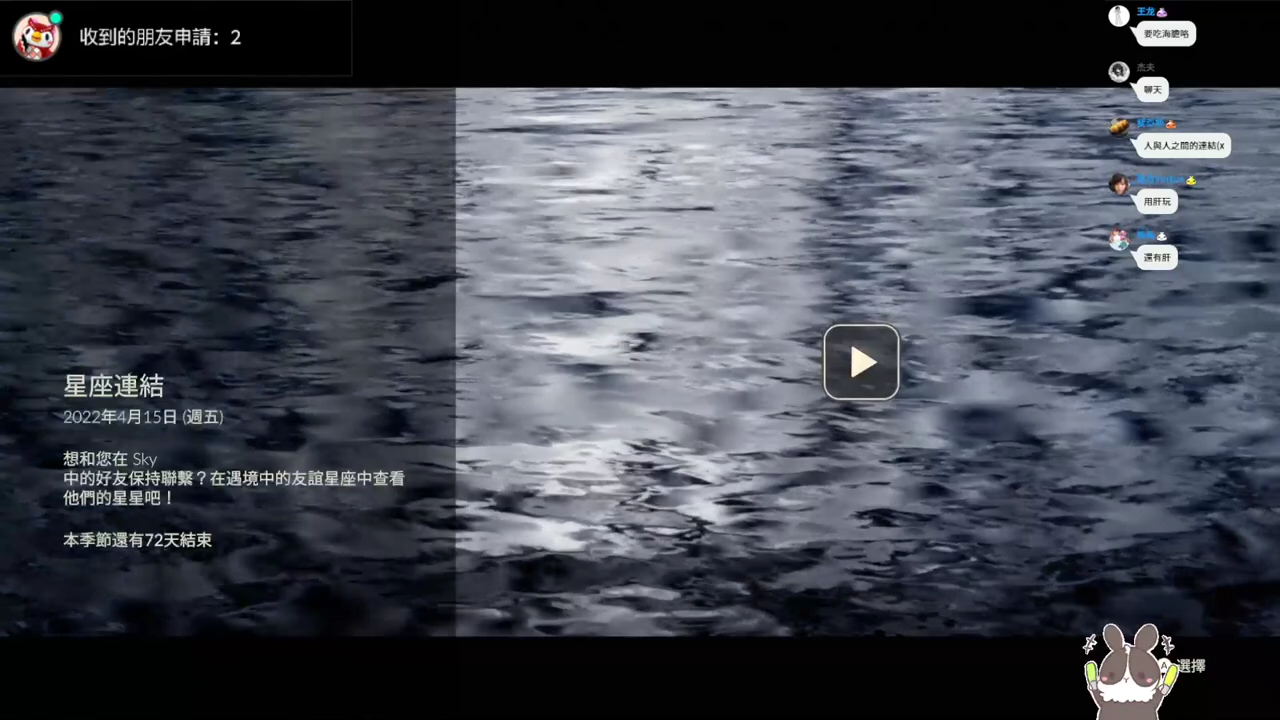 收到的朋友申請：2
王龙
要吃海膽咯
杰夫
聊天
人與人之間的連結(x
用肝玩
還有肝
星座連結
2022年4月15日 (週五)
想和您在 Sky
中的好友保持聯繫？在遇境中的友誼星座中查看
他們的星星吧！
本季節還有72天結束
A 選擇